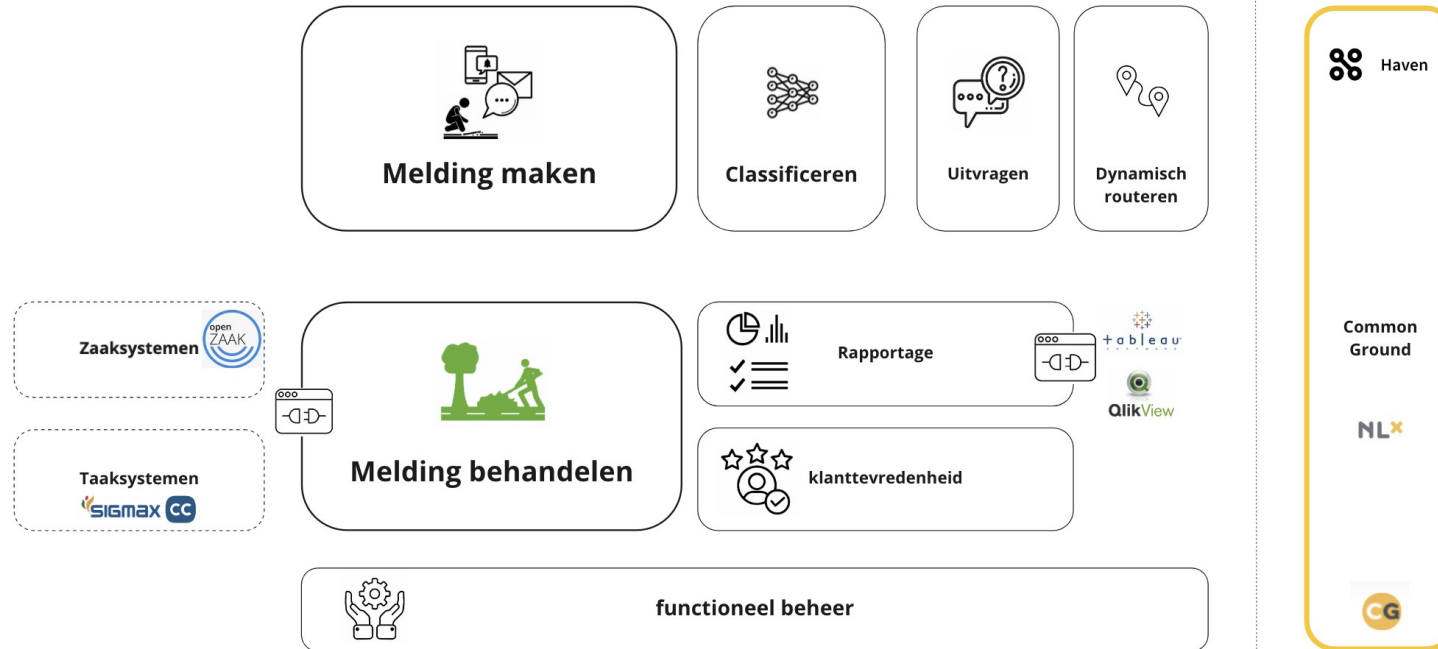 Melding maken
Classificeren
Uitvragen
Dynamisch
routeren
Haven
Zaaksystemen
open
ZAAK
Taaksystemen
SIGMAX CC
Melding behandelen
Rapportage
+ableau
QlikView
klanttevredenheid
Common
Ground
NLX
functioneel beheer
CG